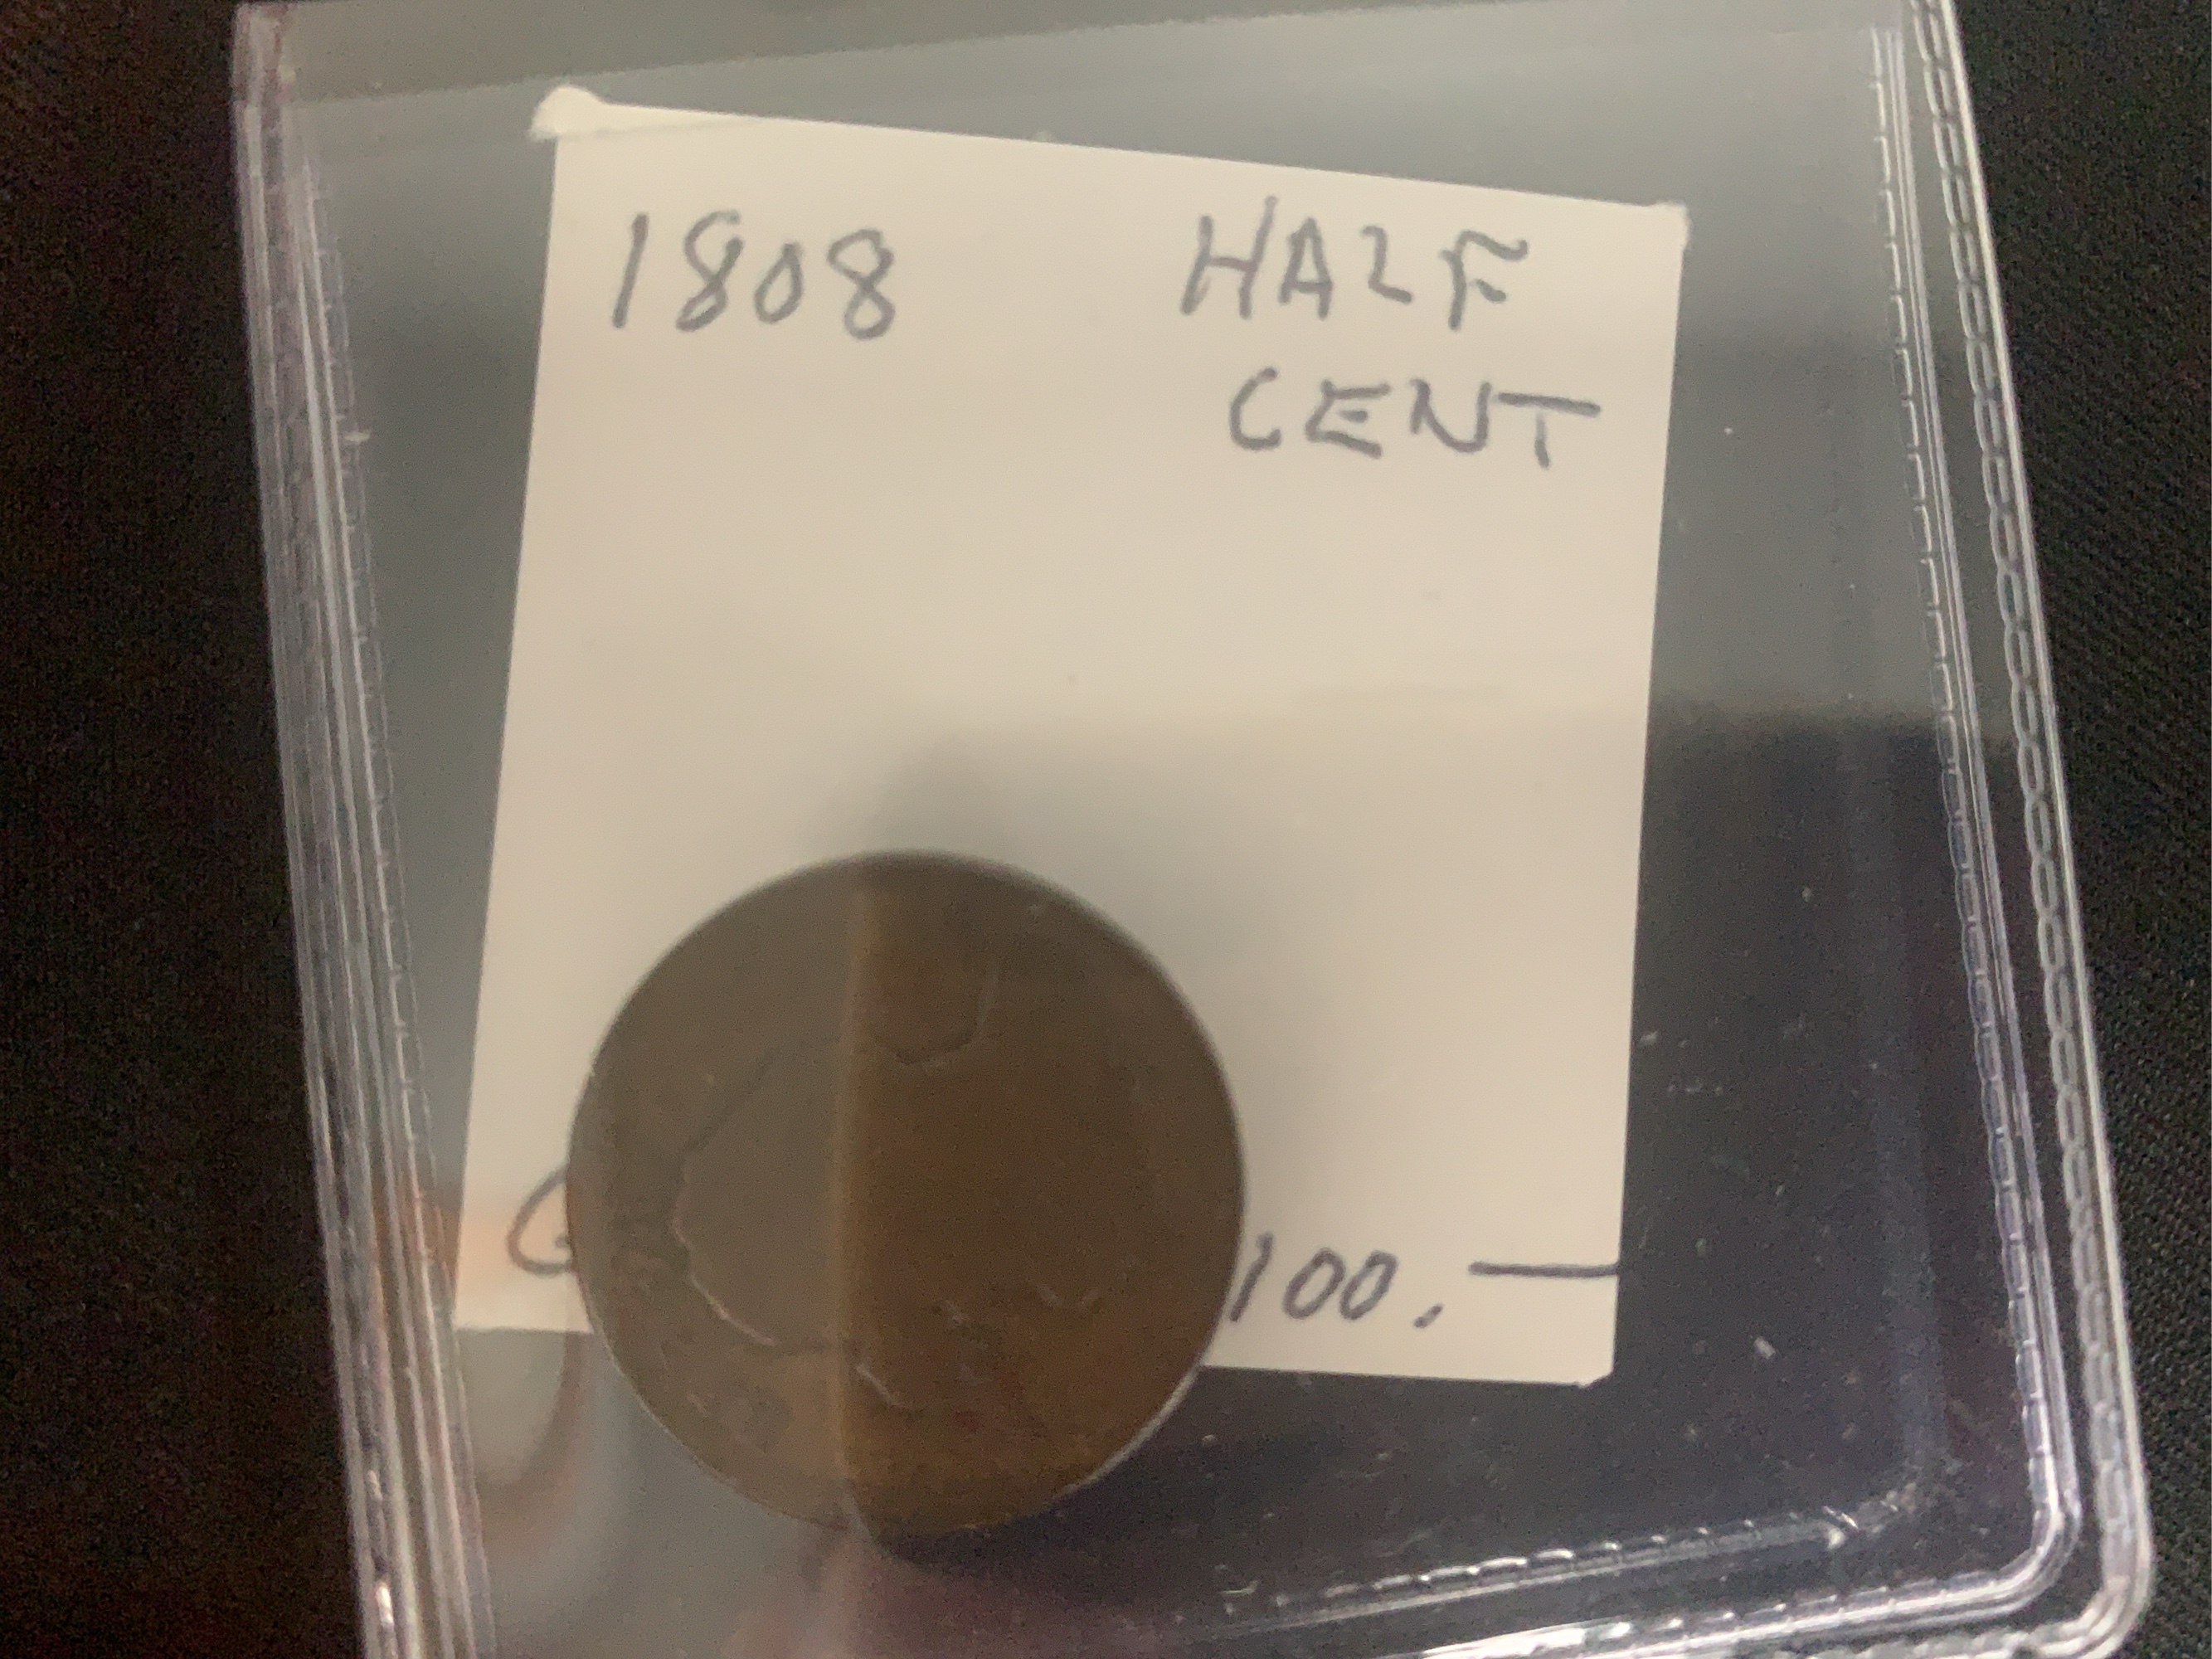 1808 HALF
CENT
G 100. —